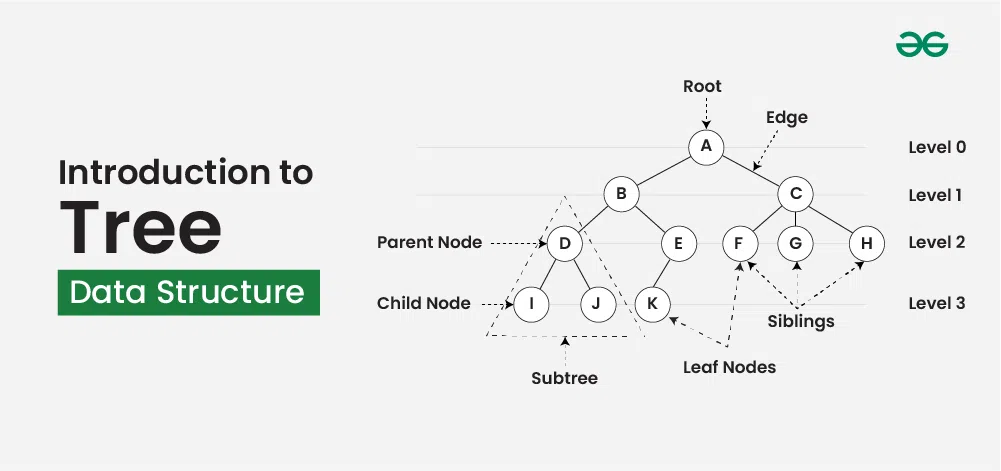 Introduction to
Tree
Data Structure
Root
Edge
A
Level 0
B
C
Level 1
Parent Node
D
E
F
G
H
Level 2
Child Node
I
J
K
Level 3
Siblings
Leaf Nodes
Subtree